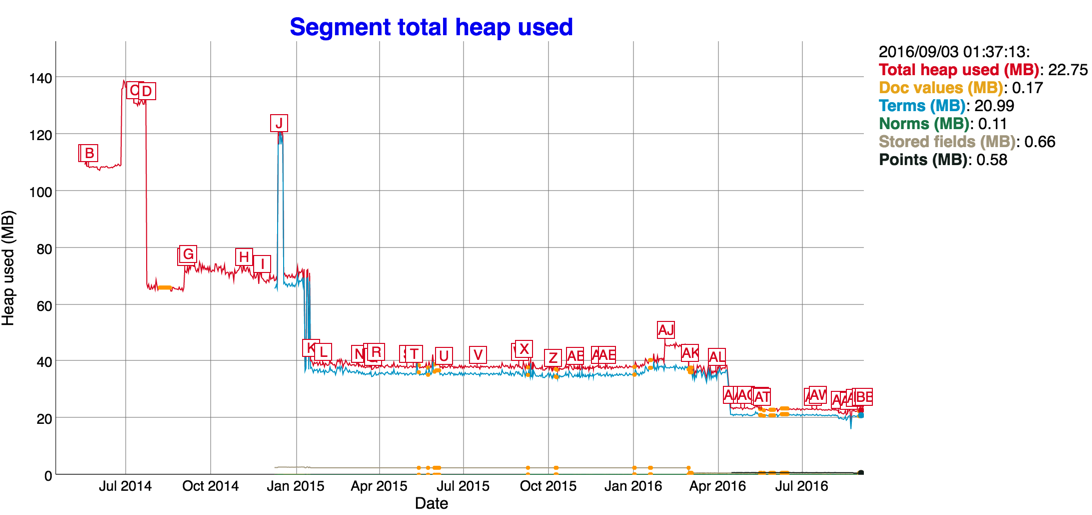 Segment total heap used
2016/09/03 01:37:13:
Total heap used (MB): 22.75
Doc values (MB): 0.17
Terms (MB): 20.99
Norms (MB): 0.11
Stored fields (MB): 0.66
Points (MB): 0.58
Heap used (MB)
140
120
100
80
60
40
20
0
B
D
G
H
I
J
K
L
N
R
T
U
V
X
Z
AJ
AK
AL
AT
Jul 2014
Oct 2014
Jan 2015
Apr 2015
Jul 2015
Oct 2015
Jan 2016
Apr 2016
Jul 2016
Date